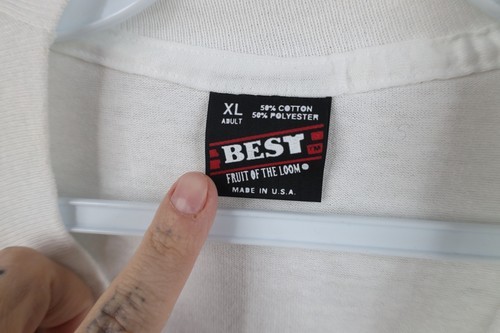 XL
ADULT
50% COTTON
50% POLYESTER
BEST
FRUIT OF THE LOOM
MADE IN U.S.A.